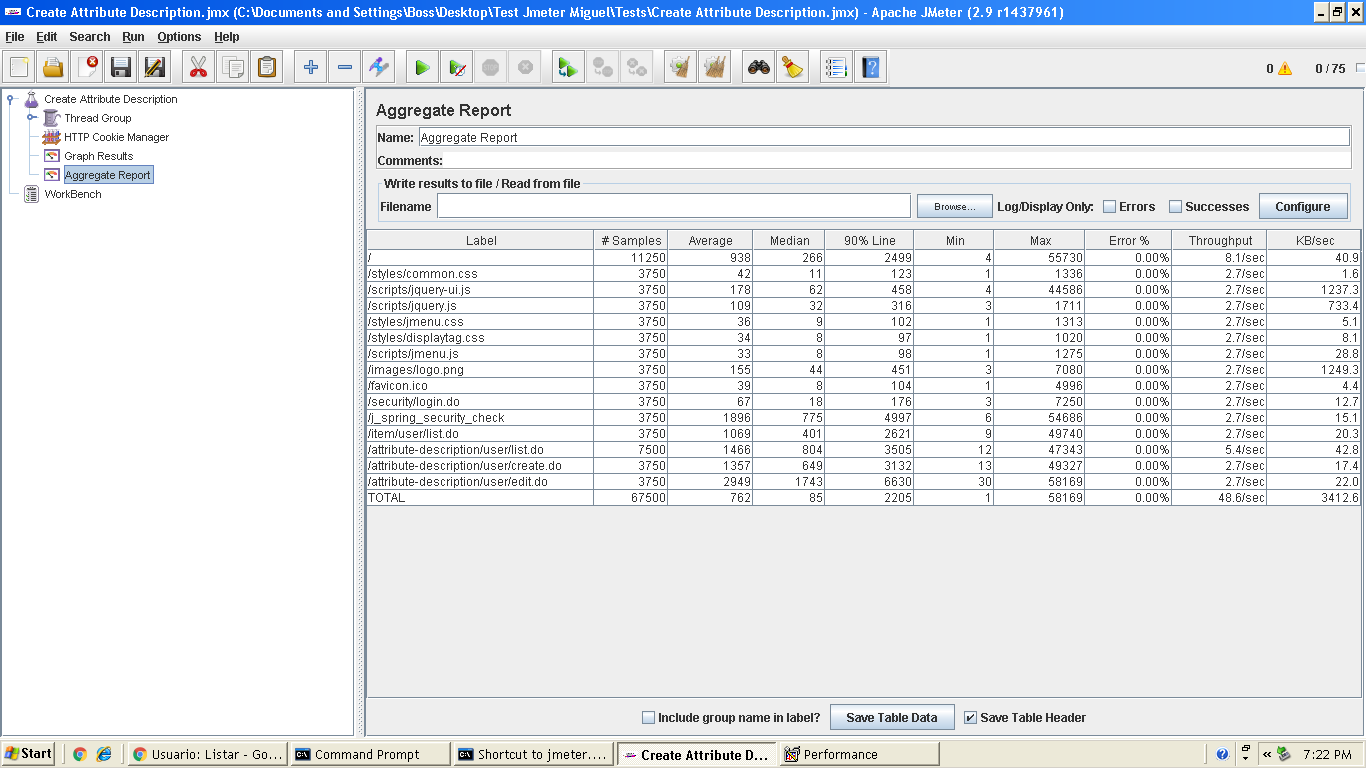 Create Attribute Description.jmx (C:\Documents and Settings\Boss\Desktop\Test Jmeter Miguel\Tests\Create Attribute Description.jmx) - Apache JMeter (2.9 r1437961)
File Edit Search Run Options Help
0 0 / 75
Create Attribute Description
Thread Group
HTTP Cookie Manager
Graph Results
Aggregate Report
WorkBench
Aggregate Report
Name: Aggregate Report
Comments:
Write results to file / Read from file
Filename Browse... Log/Display Only: Errors Successes Configure
Label # Samples Average Median 90% Line Min Max Error % Throughput KB/sec
/ 11250 938 266 2499 4 55730 0.00% 8.1/sec 40.9
/styles/common.css 3750 42 11 123 1 1336 0.00% 2.7/sec 1.6
/scripts/jquery-ui.js 3750 178 62 458 4 44586 0.00% 2.7/sec 1237.3
/scripts/jquery.js 3750 109 32 316 3 1711 0.00% 2.7/sec 733.4
/styles/jmenu.css 3750 36 9 102 1 1313 0.00% 2.7/sec 5.1
/styles/displaytag.css 3750 34 8 97 1 1020 0.00% 2.7/sec 8.1
/scripts/jmenu.js 3750 33 8 98 1 1275 0.00% 2.7/sec 28.8
/images/logo.png 3750 155 44 451 3 7080 0.00% 2.7/sec 1249.3
/favicon.ico 3750 39 8 104 1 4996 0.00% 2.7/sec 4.4
/security/login.do 3750 67 18 176 3 7250 0.00% 2.7/sec 12.7
/j_spring_security_check 3750 1896 775 4997 6 54686 0.00% 2.7/sec 15.1
/item/user/list.do 3750 1069 401 2621 9 49740 0.00% 2.7/sec 20.3
/attribute-description/user/list.do 7500 1466 804 3505 12 47343 0.00% 5.4/sec 42.8
/attribute-description/user/create.do 3750 1357 649 3132 13 49327 0.00% 2.7/sec 17.4
/attribute-description/user/edit.do 3750 2949 1743 6630 30 58169 0.00% 2.7/sec 22.0
TOTAL 67500 762 85 2205 1 58169 0.00% 48.6/sec 3412.6
Include group name in label? Save Table Data Save Table Header
Start Usuario: Listar - Go... Command Prompt Shortcut to jmeter.... Create Attribute D... Performance 7:22 PM